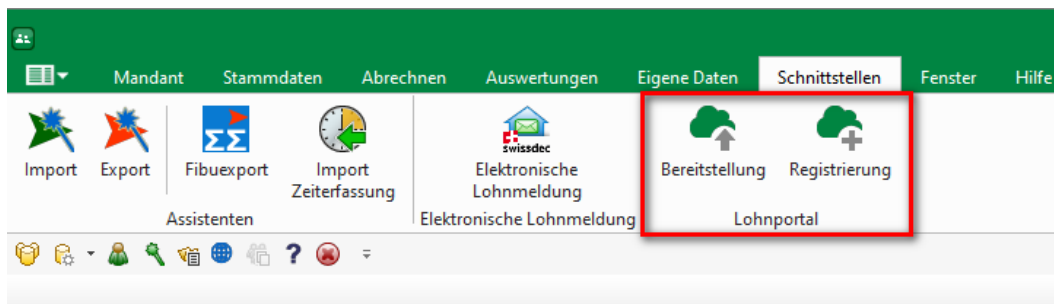 Mandant Stammdaten Abrechnen Auswertungen Eigene Daten Schnittstellen Fenster Hilfe
ΣΣ
swissdec
Import Export Fibuexport Import Elektronische Bereitstellung Registrierung
Zeiterfassung Lohnmeldung
Assistenten Elektronische Lohnmeldung Lohnportal
?